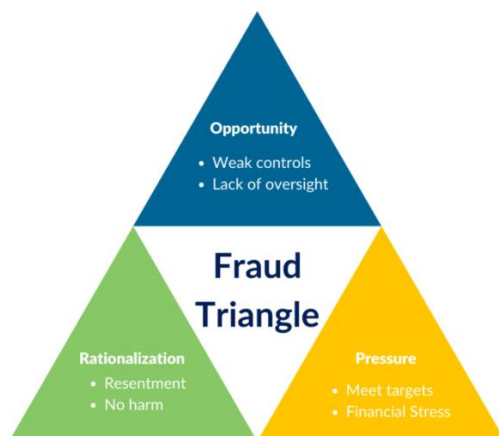 Opportunity
• Weak controls
• Lack of oversight
Fraud
Triangle
Rationalization
• Resentment
• No harm
Pressure
• Meet targets
• Financial Stress